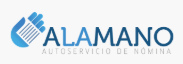 ALAMANO
AUTOSERVICIO DE NÓMINA